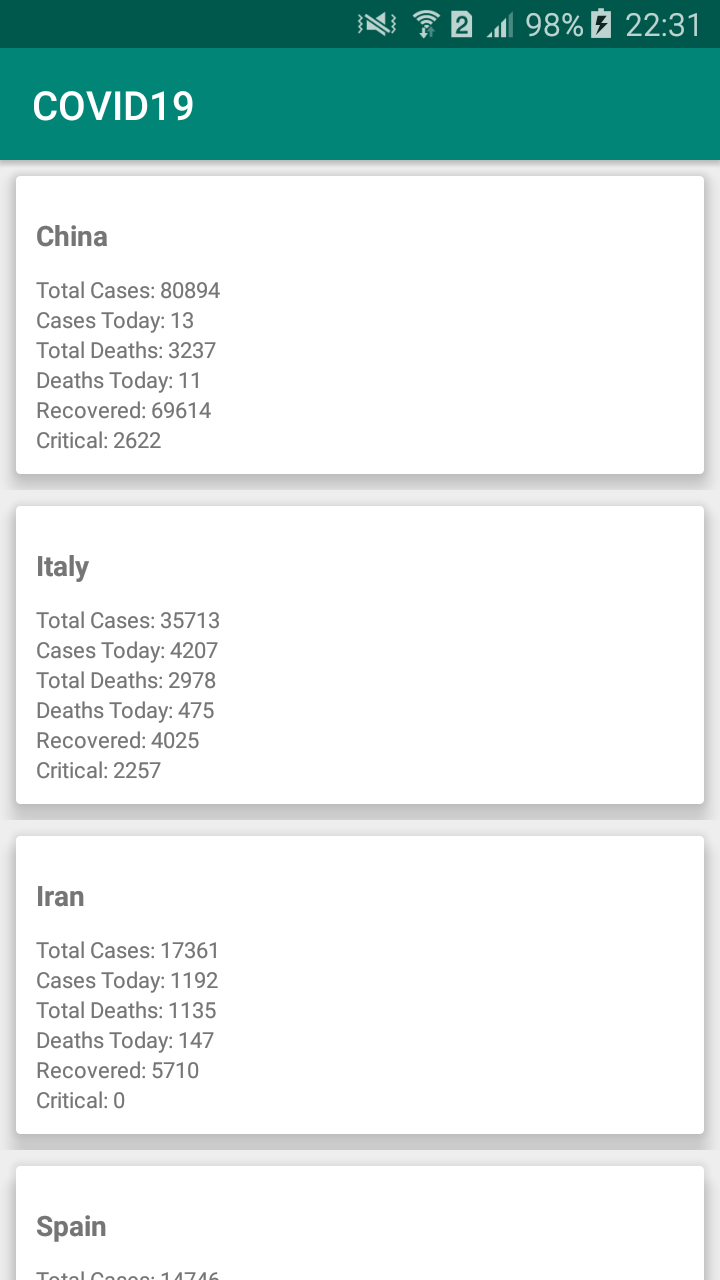 2 98% 22:31
COVID19
China
Total Cases: 80894
Cases Today: 13
Total Deaths: 3237
Deaths Today: 11
Recovered: 69614
Critical: 2622
Italy
Total Cases: 35713
Cases Today: 4207
Total Deaths: 2978
Deaths Today: 475
Recovered: 4025
Critical: 2257
Iran
Total Cases: 17361
Cases Today: 1192
Total Deaths: 1135
Deaths Today: 147
Recovered: 5710
Critical: 0
Spain
Total Cases: 14746